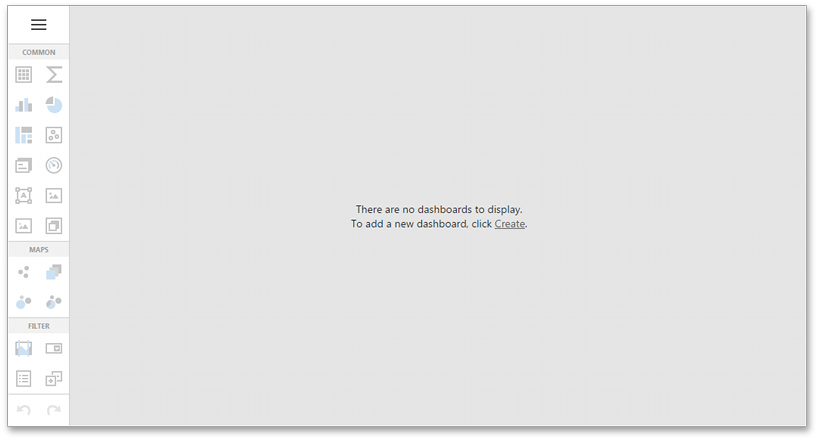 COMMON
MAPS
FILTER
There are no dashboards to display.
To add a new dashboard, click Create.